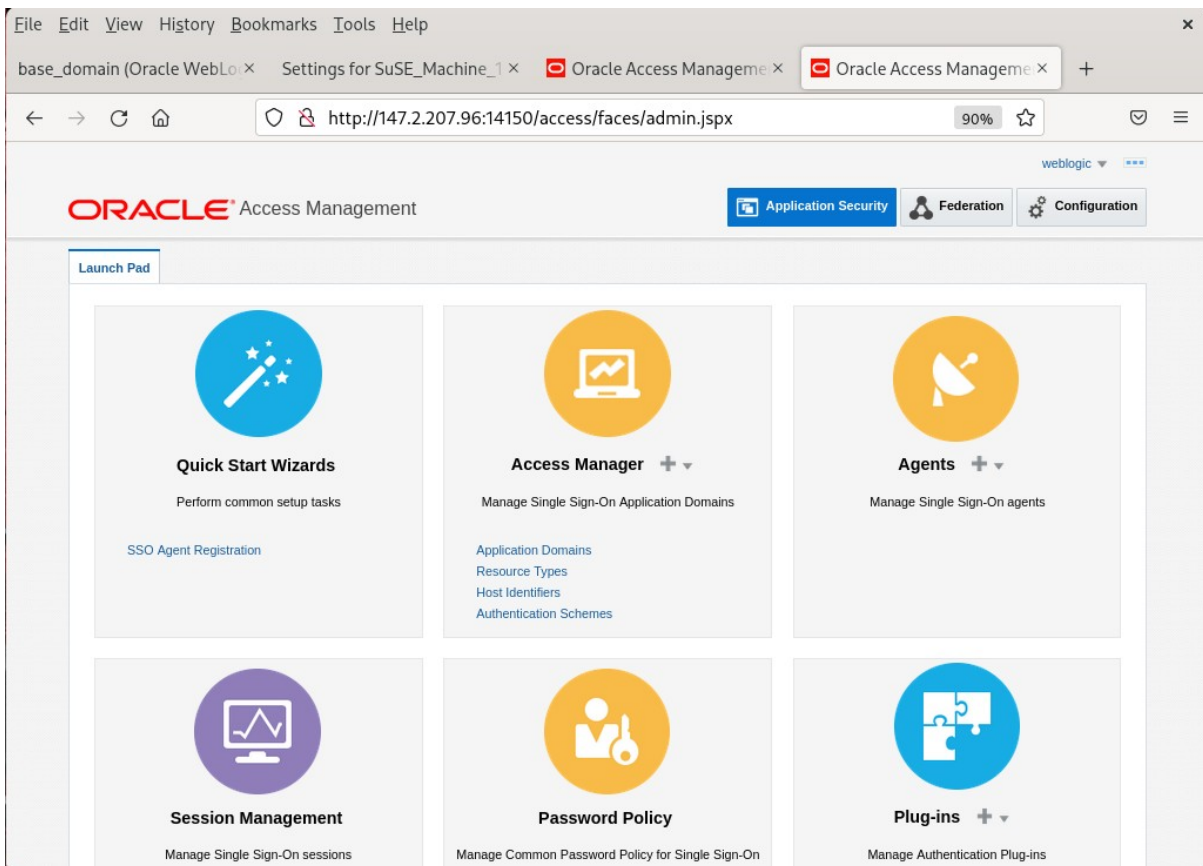 File Edit View History Bookmarks Tools Help
base_domain (Oracle WebLo Settings for SuSE_Machine_1 Oracle Access Manageme Oracle Access Manageme
http://147.2.207.96:14150/access/faces/admin.jspx 90%
weblogic
ORACLE Access Management Application Security Federation Configuration
Launch Pad
Quick Start Wizards
Perform common setup tasks
SSO Agent Registration
Access Manager
Manage Single Sign-On Application Domains
Application Domains
Resource Types
Host Identifiers
Authentication Schemes
Agents
Manage Single Sign-On agents
Session Management
Manage Single Sign-On sessions
Password Policy
Manage Common Password Policy for Single Sign-On
Plug-ins
Manage Authentication Plug-ins